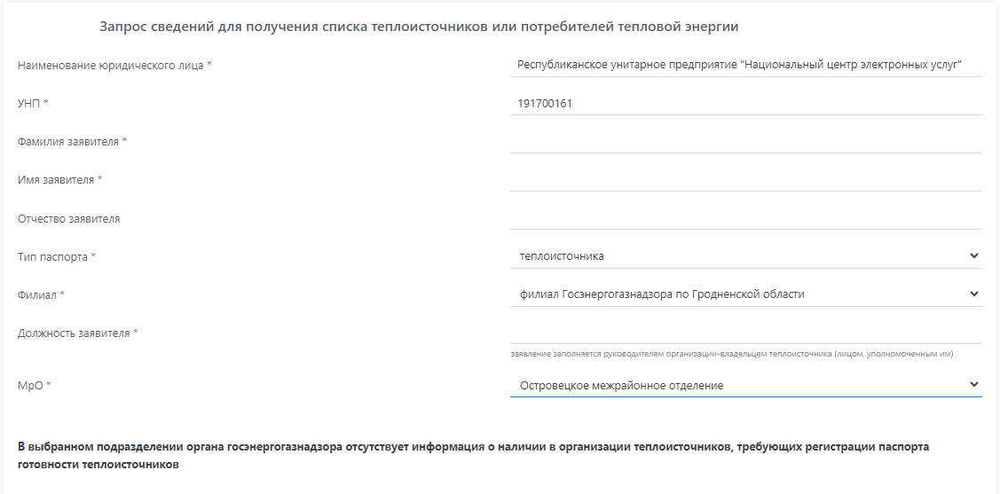 Запрос сведений для получения списка теплоисточников или потребителей тепловой энергии
Наименование юридического лица *
Республиканское унитарное предприятие "Национальный центр электронных услуг"
УНП *
191700161
Фамилия заявителя *
Имя заявителя *
Отчество заявителя
Тип паспорта *
теплоисточника
Филиал *
филиал Госэнергогазнадзора по Гродненской области
Должность заявителя *
заявление заполняется руководителем организации-владельцем теплоисточника (лицом, уполномоченным им)
МрО *
Островецкое межрайонное отделение
В выбранном подразделении органа госэнергогазнадзора отсутствует информация о наличии в организации теплоисточников, требующих регистрации паспорта
готовности теплоисточников